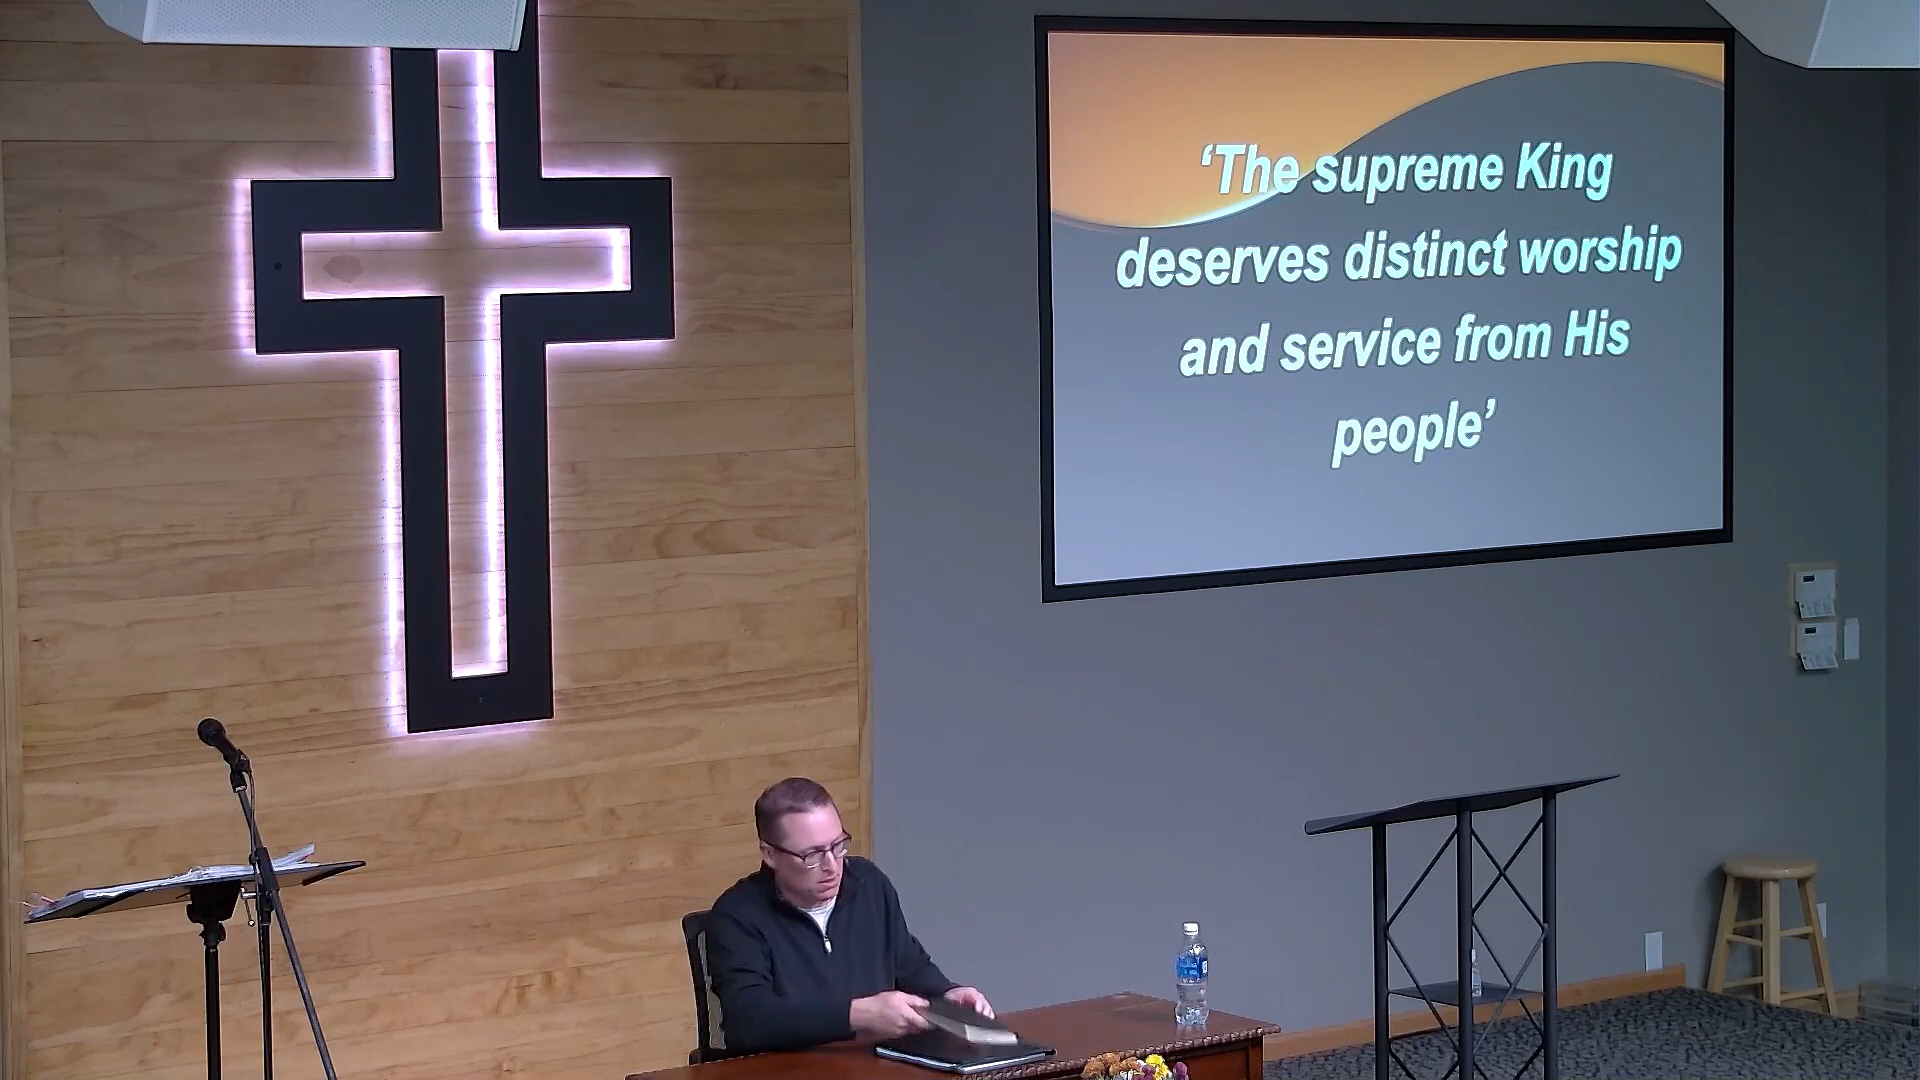 ‘The supreme King
deserves distinct worship
and service from His
people’